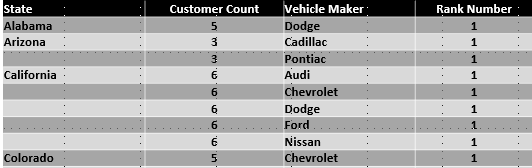 State Customer Count Vehicle Maker Rank Number
Alabama 5 Dodge 1
Arizona 3 Cadillac 1
3 Pontiac 1
California 6 Audi 1
6 Chevrolet 1
6 Dodge 1
6 Ford 1
6 Nissan 1
Colorado 5 Chevrolet 1